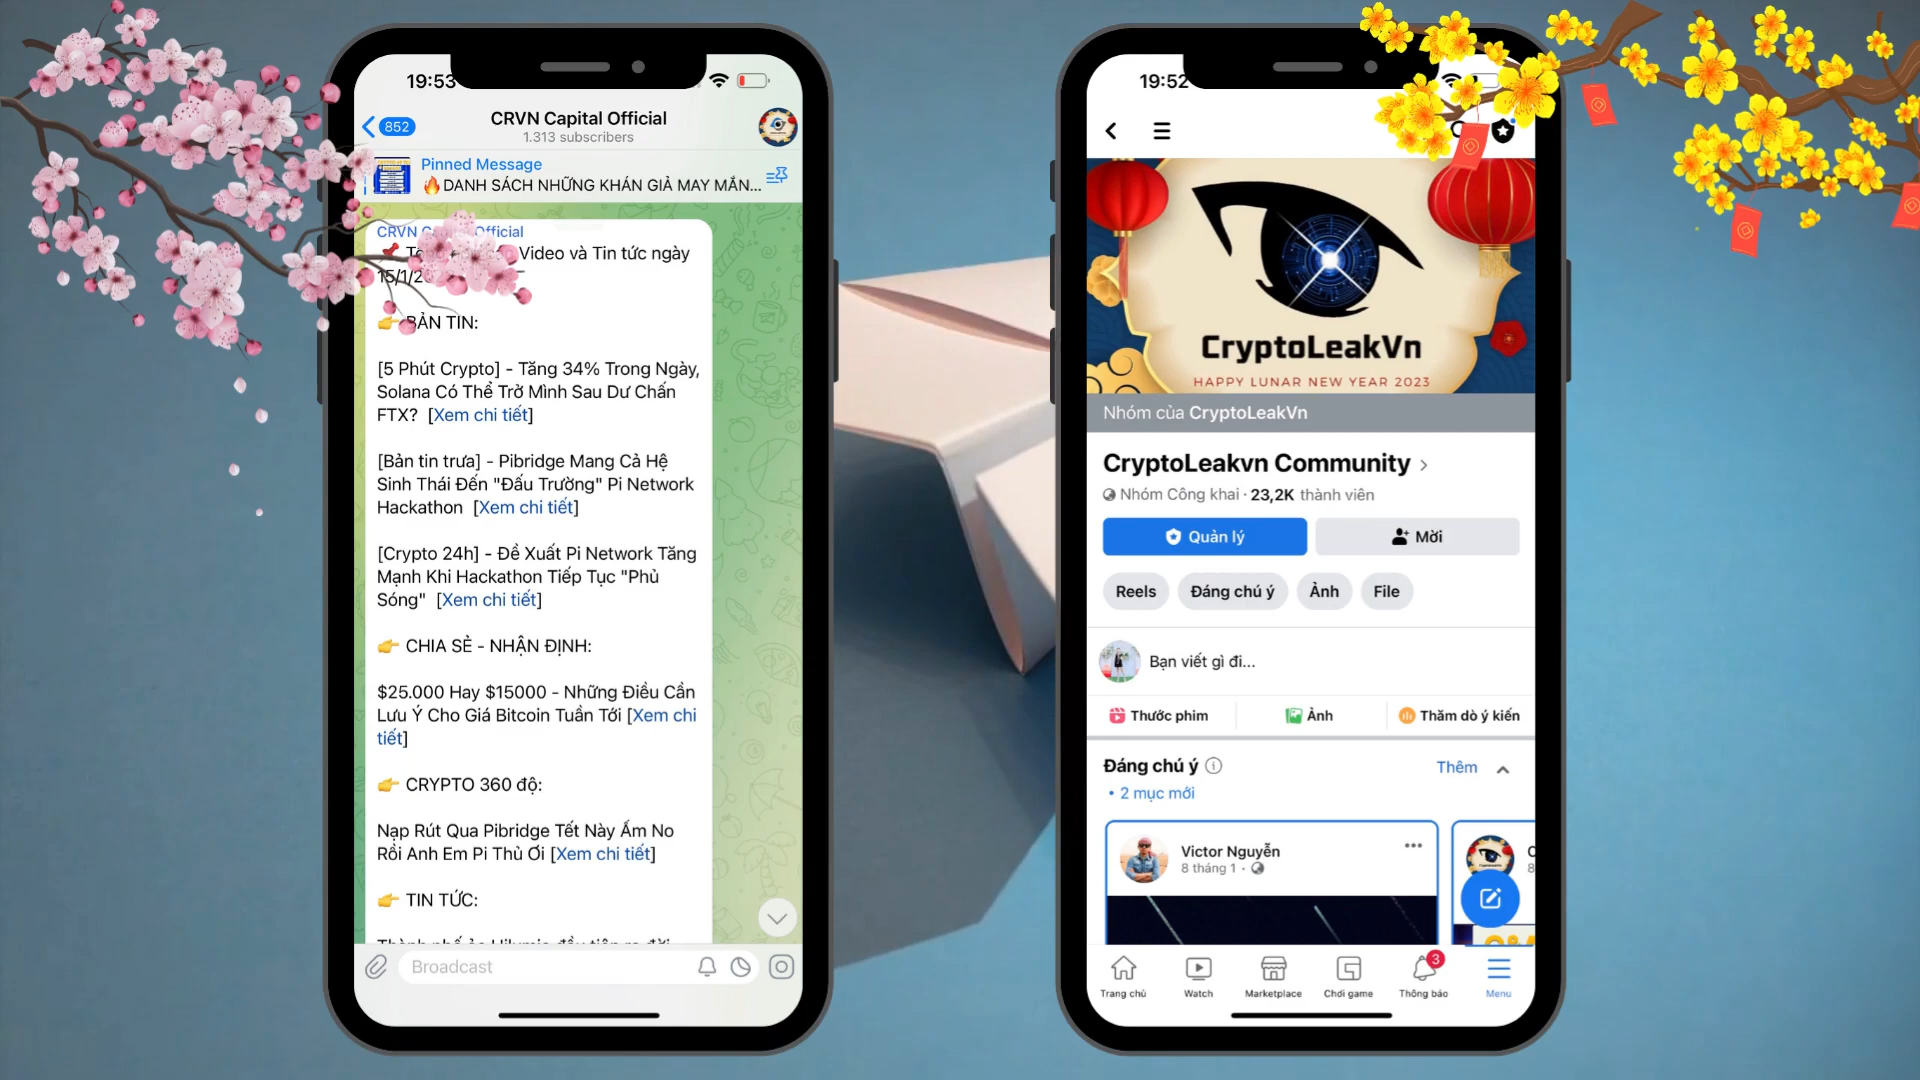 19:53
852
CRVN Capital Official
1.313 subscribers
Pinned Message
🔥DANH SÁCH NHỮNG KHÁN GIẢ MAY MẮN...
CRVN Official
Video và Tin tức ngày
15/1/2
👉 BẢN TIN:
[5 Phút Crypto] - Tăng 34% Trong Ngày,
Solana Có Thể Trở Mình Sau Dư Chấn
FTX? [Xem chi tiết]
[Bản tin trưa] - Pibridge Mang Cả Hệ
Sinh Thái Đến "Đấu Trường" Pi Network
Hackathon [Xem chi tiết]
[Crypto 24h] - Đề Xuất Pi Network Tăng
Mạnh Khi Hackathon Tiếp Tục "Phủ
Sóng" [Xem chi tiết]
👉 CHIA SẺ - NHẬN ĐỊNH:
$25.000 Hay $15000 - Những Điều Cần
Lưu Ý Cho Giá Bitcoin Tuần Tới [Xem chi
tiết]
👉 CRYPTO 360 độ:
Nạp Rút Qua Pibridge Tết Này Ấm No
Rồi Anh Em Pi Thủ Ơi [Xem chi tiết]
👉 TIN TỨC:
Broadcast
19:52
CryptoLeakVn
HAPPY LUNAR NEW YEAR 2023
Nhóm của CryptoLeakVn
CryptoLeakvn Community
Nhóm Công khai · 23,2K thành viên
Quản lý
Mời
Reels
Đáng chú ý
Ảnh
File
Bạn viết gì đi...
Thước phim
Ảnh
Thăm dò ý kiến
Đáng chú ý
Thêm
• 2 mục mới
Victor Nguyễn
8 tháng 1
3
Trang chủ
Watch
Marketplace
Chơi game
Thông báo
Menu